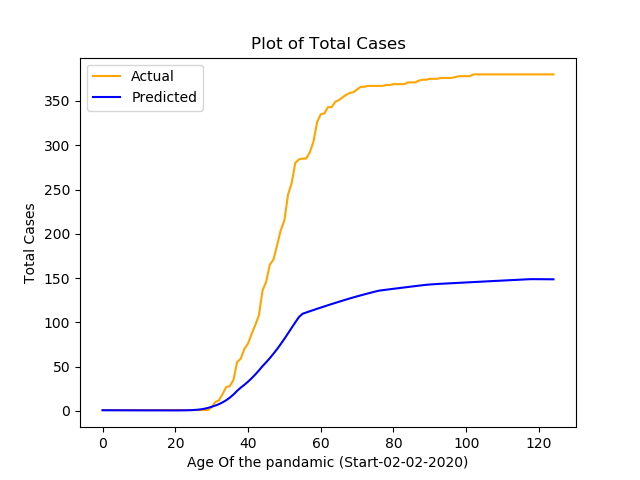 Plot of Total Cases
Actual
Predicted
350
300
250
200
150
100
50
0
Total Cases
0 20 40 60 80 100 120
Age Of the pandamic (Start-02-02-2020)